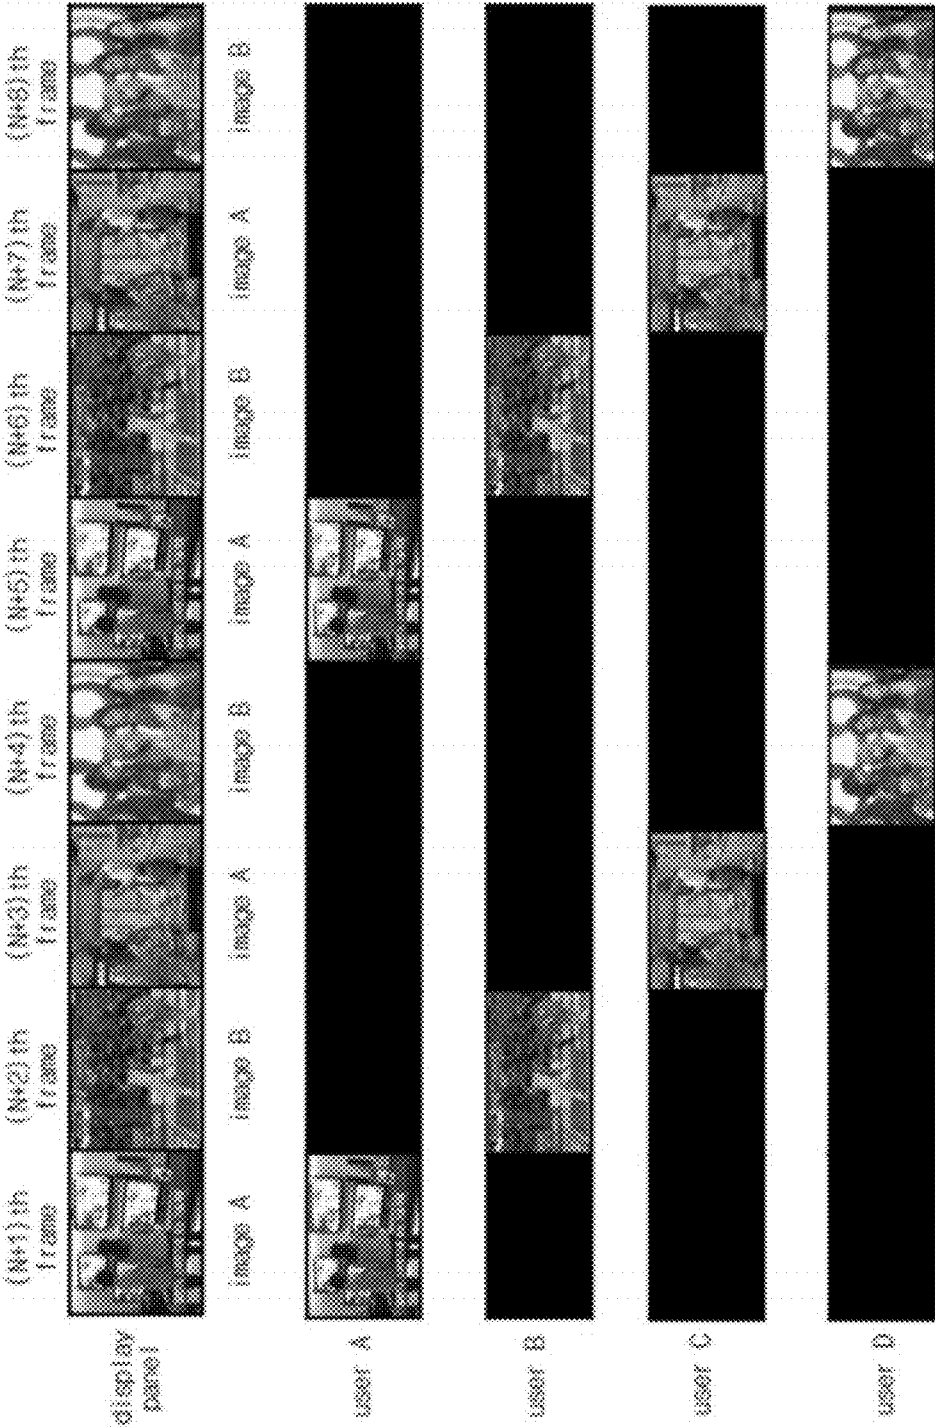 (N+1)th
frame
(N+2)th
frame
(N+3)th
frame
(N+4)th
frame
(N+5)th
frame
(N+6)th
frame
(N+7)th
frame
(N+8)th
frame
display
panel
image A
image B
image A
image B
image A
image B
image A
image B
user A
user B
user C
user D